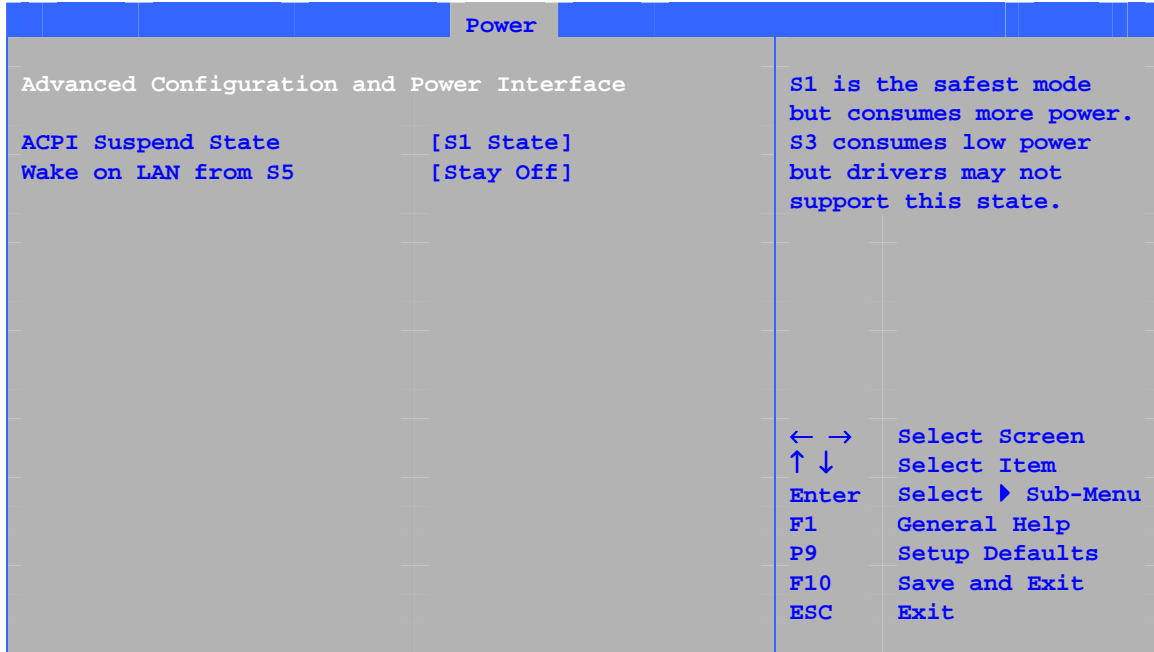 Power
Advanced Configuration and Power Interface
ACPI Suspend State [S1 State]
Wake on LAN from S5 [Stay Off]
S1 is the safest mode
but consumes more power.
S3 consumes low power
but drivers may not
support this state.
← → Select Screen
↑ ↓ Select Item
Enter Select ▶ Sub-Menu
F1 General Help
P9 Setup Defaults
F10 Save and Exit
ESC Exit